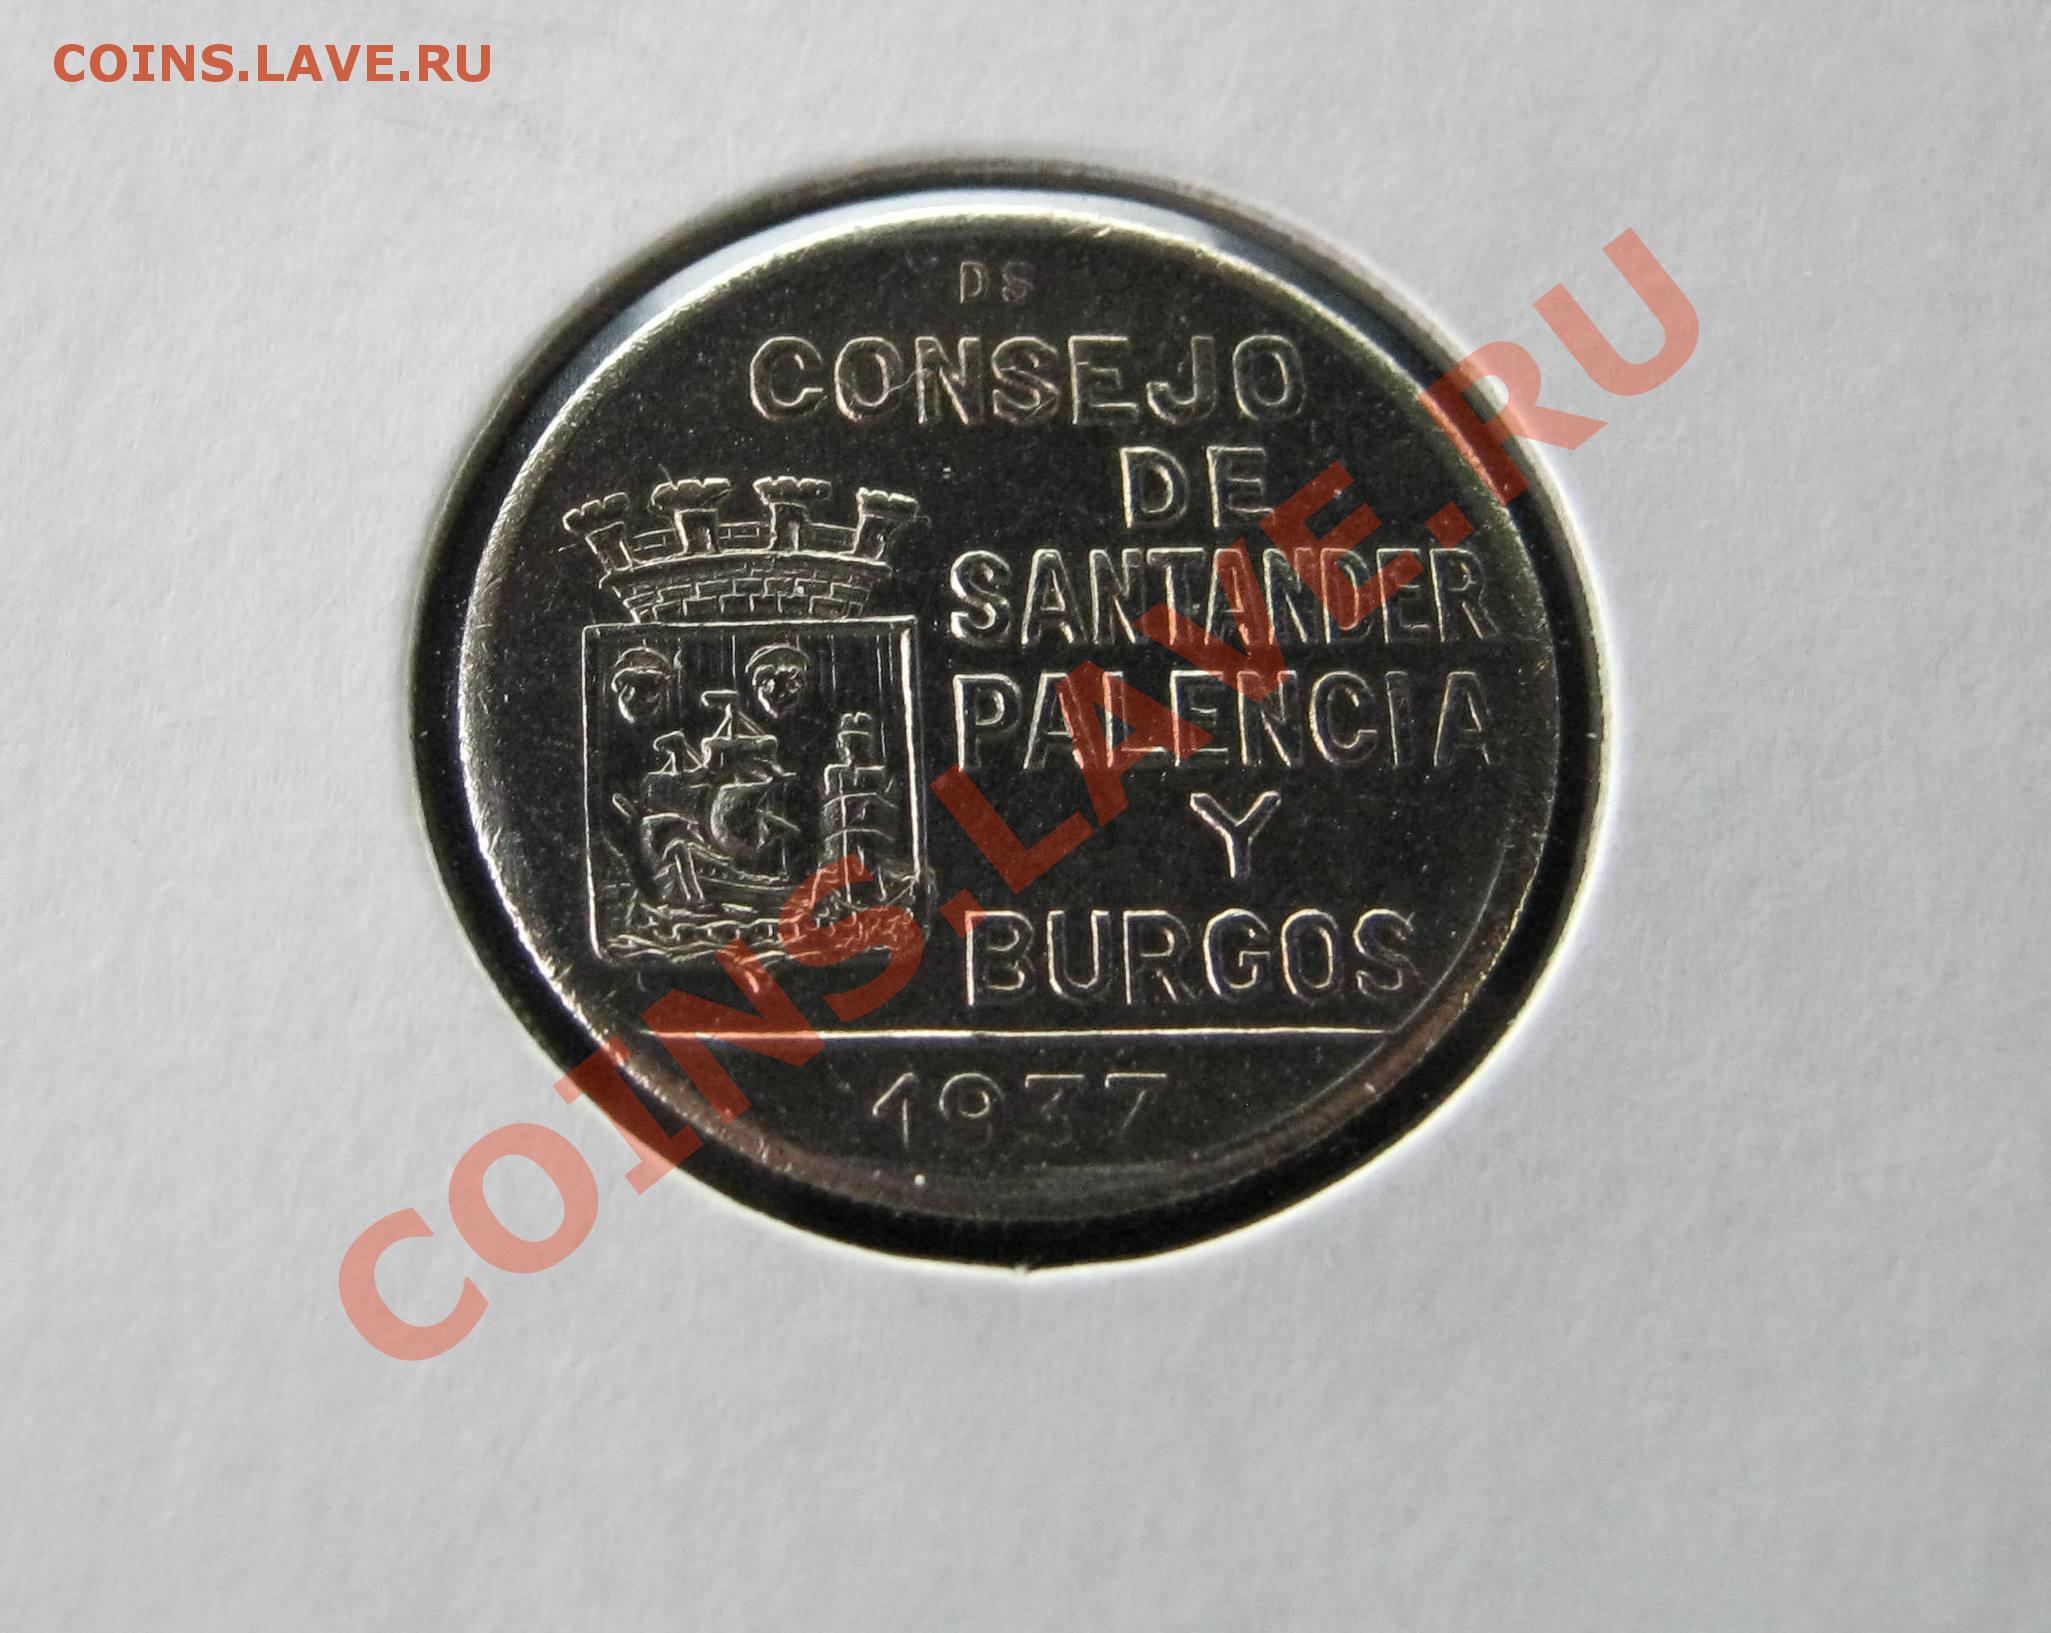 COINS.LAVE.RU
DS
CONSEJO
DE
SANTANDER
PALENCIA
Y
BURGOS
1937
COINS.LAVE.RU